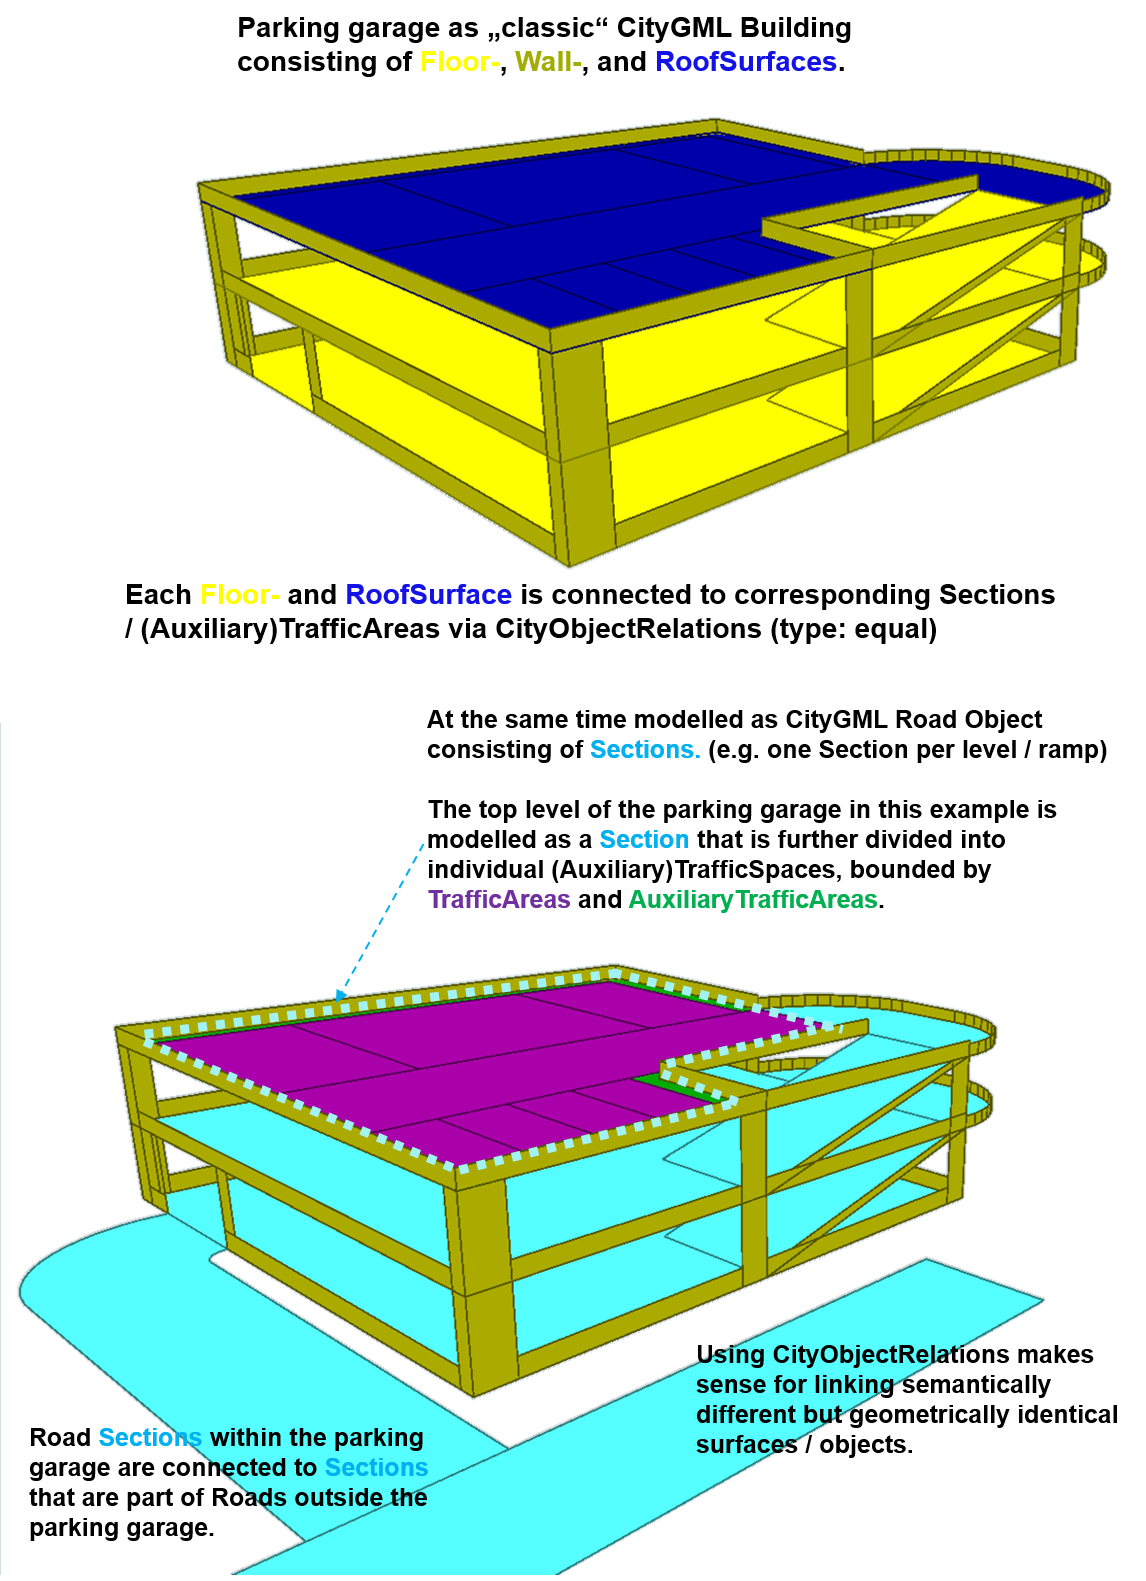 Parking garage as „classic“ CityGML Building
consisting of Floor-, Wall-, and RoofSurfaces.
Each Floor- and RoofSurface is connected to corresponding Sections
/ (Auxiliary)TrafficAreas via CityObjectRelations (type: equal)
At the same time modelled as CityGML Road Object
consisting of Sections. (e.g. one Section per level / ramp)
The top level of the parking garage in this example is
modelled as a Section that is further divided into
individual (Auxiliary)TrafficSpaces, bounded by
TrafficAreas and AuxiliaryTrafficAreas.
Using CityObjectRelations makes
sense for linking semantically
different but geometrically identical
surfaces / objects.
Road Sections within the parking
garage are connected to Sections
that are part of Roads outside the
parking garage.